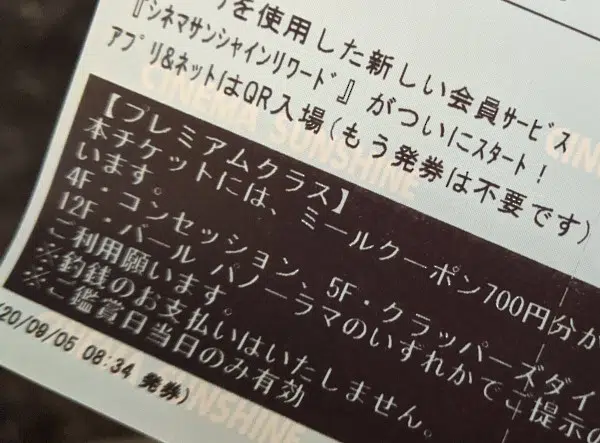 を使用した新しい会員サービス
『シネマサンシャインリワード』がついにスタート!
アプリ&ネットはQR入場(もう発券は不要です)
【プレミアムクラス】
本チケットには、ミールクーポン700円分が
います。
4F・コンセッション、5F・クラッパーズダイ
12F・バール パノーラマのいずれかでご提示の
ご利用願います。
※釣銭のお支払いはいたしません。
※ご鑑賞日当日のみ有効
20/09/05 08:34 発券)
CINEMA SUNSHINE
CINEMA SUNSHINE